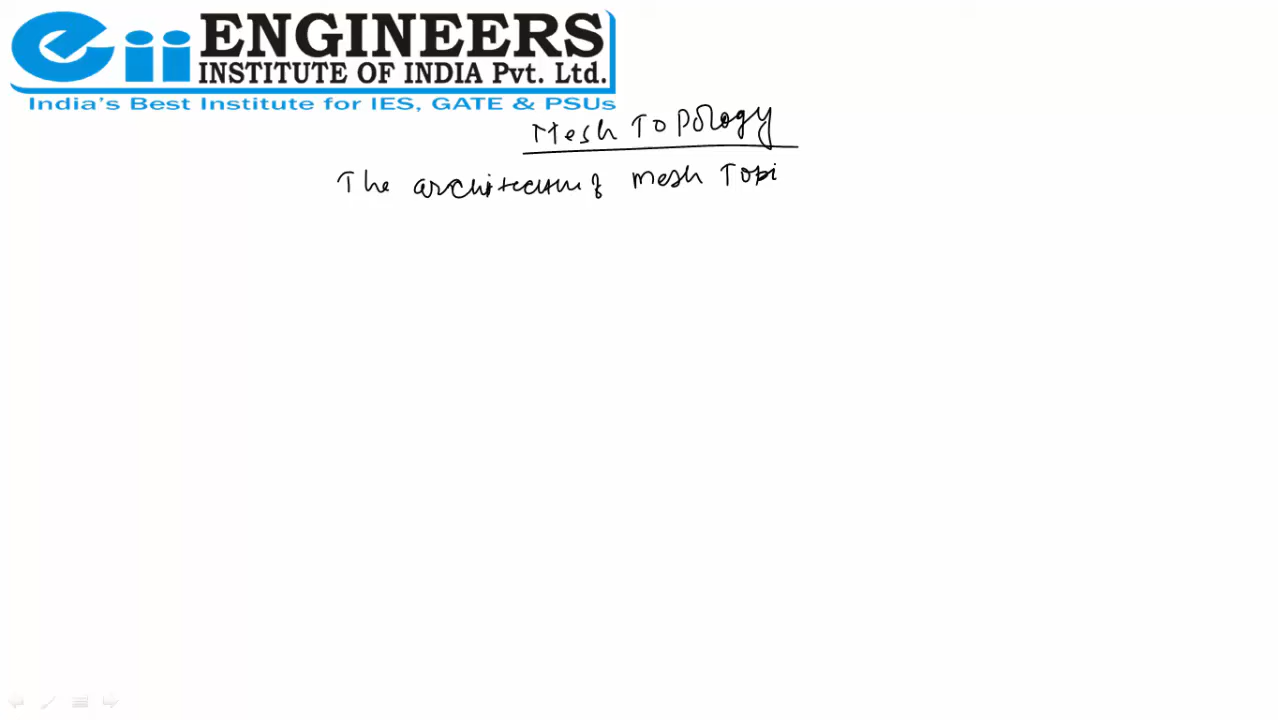 eii ENGINEERS
INSTITUTE OF INDIA Pvt. Ltd.
India's Best Institute for IES, GATE & PSUs
Mesh Topology
The architecture of mesh Topi